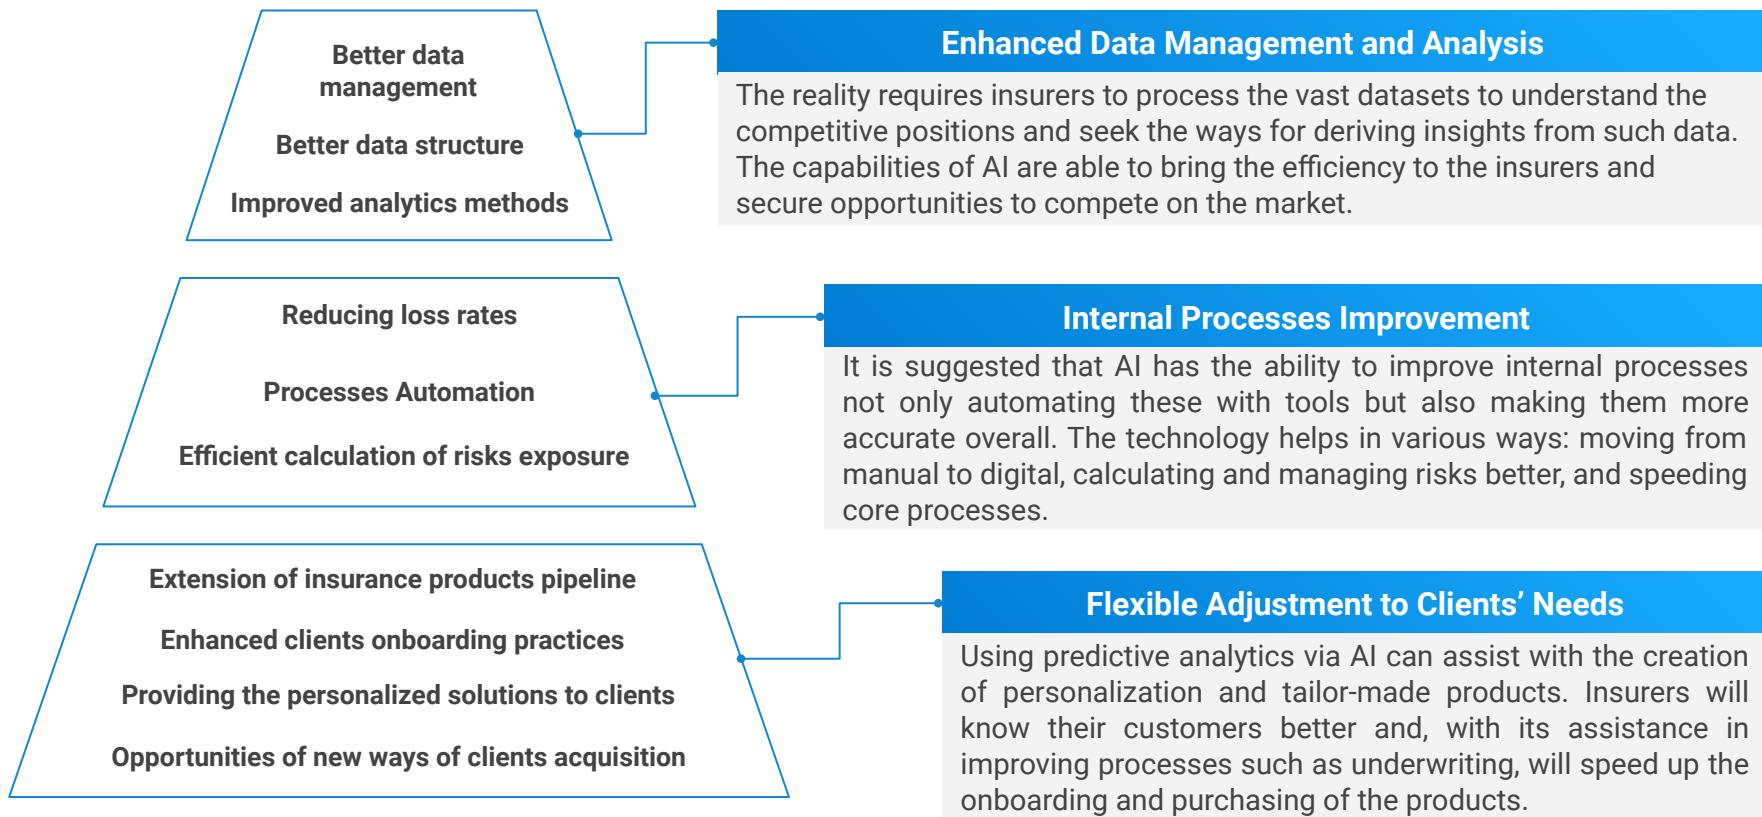 Better data
management
Better data structure
Improved analytics methods
Enhanced Data Management and Analysis
The reality requires insurers to process the vast datasets to understand the
competitive positions and seek the ways for deriving insights from such data.
The capabilities of AI are able to bring the efficiency to the insurers and
secure opportunities to compete on the market.
Reducing loss rates
Processes Automation
Efficient calculation of risks exposure
Internal Processes Improvement
It is suggested that AI has the ability to improve internal processes
not only automating these with tools but also making them more
accurate overall. The technology helps in various ways: moving from
manual to digital, calculating and managing risks better, and speeding
core processes.
Extension of insurance products pipeline
Enhanced clients onboarding practices
Providing the personalized solutions to clients
Opportunities of new ways of clients acquisition
Flexible Adjustment to Clients’ Needs
Using predictive analytics via AI can assist with the creation
of personalization and tailor-made products. Insurers will
know their customers better and, with its assistance in
improving processes such as underwriting, will speed up the
onboarding and purchasing of the products.